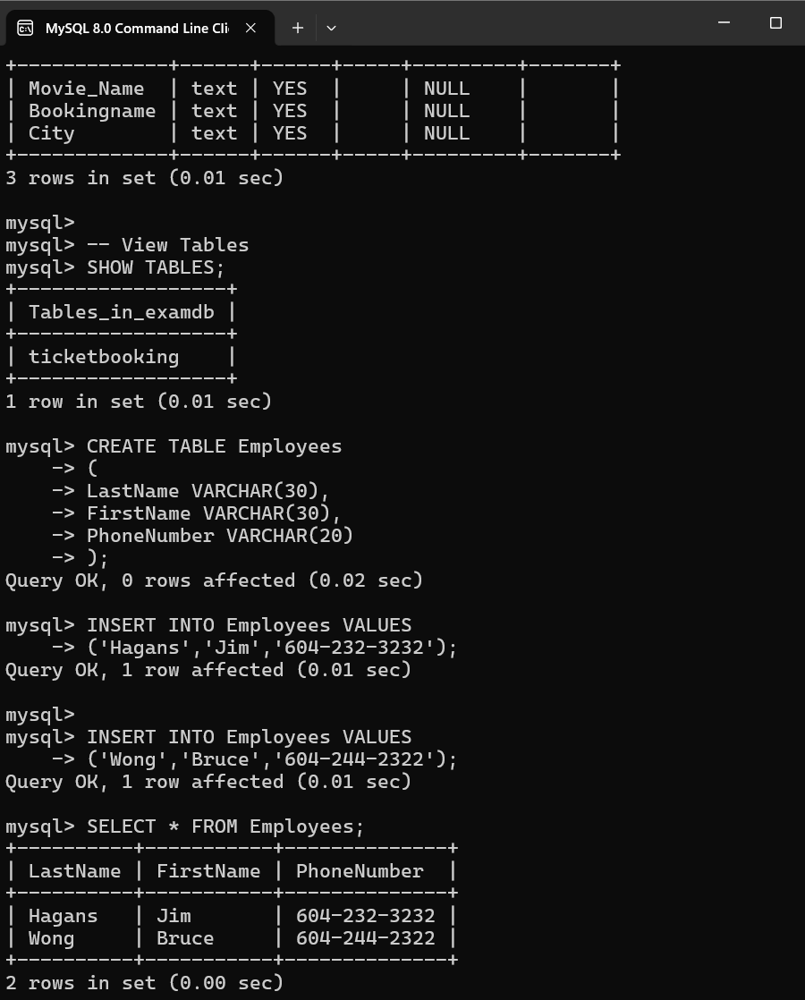 MySQL 8.0 Command Line Cli
+-------------+------+------+-----+---------+-------+
| Movie_Name  | text | YES  |     | NULL    |       |
| Bookingname | text | YES  |     | NULL    |       |
| City        | text | YES  |     | NULL    |       |
+-------------+------+------+-----+---------+-------+
3 rows in set (0.01 sec)

mysql>
mysql> -- View Tables
mysql> SHOW TABLES;
+------------------+
| Tables_in_examdb |
+------------------+
| ticketbooking    |
+------------------+
1 row in set (0.01 sec)

mysql> CREATE TABLE Employees
    -> (
    -> LastName VARCHAR(30),
    -> FirstName VARCHAR(30),
    -> PhoneNumber VARCHAR(20)
    -> );
Query OK, 0 rows affected (0.02 sec)

mysql> INSERT INTO Employees VALUES
    -> ('Hagans','Jim','604-232-3232');
Query OK, 1 row affected (0.01 sec)

mysql>
mysql> INSERT INTO Employees VALUES
    -> ('Wong','Bruce','604-244-2322');
Query OK, 1 row affected (0.01 sec)

mysql> SELECT * FROM Employees;
+----------+-----------+--------------+
| LastName | FirstName | PhoneNumber  |
+----------+-----------+--------------+
| Hagans   | Jim       | 604-232-3232 |
| Wong     | Bruce     | 604-244-2322 |
+----------+-----------+--------------+
2 rows in set (0.00 sec)